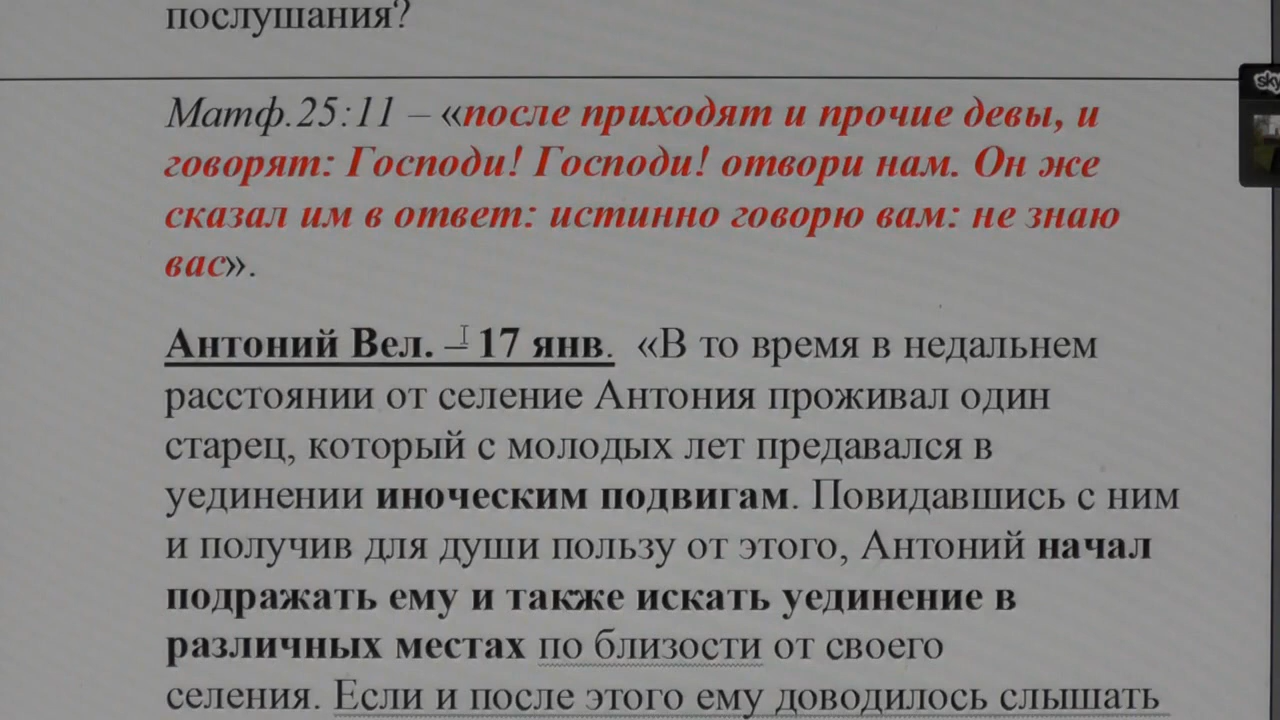 послушания?
Матф.25:11 – «после приходят и прочие девы, и
говорят: Господи! Господи! отвори нам. Он же
сказал им в ответ: истинно говорю вам: не знаю
вас».
Антоний Вел. – 17 янв. «В то время в недальнем
расстоянии от селение Антония проживал один
старец, который с молодых лет предавался в
уединении иноческим подвигам. Повидавшись с ним
и получив для души пользу от этого, Антоний начал
подражать ему и также искать уединение в
различных местах по близости от своего
селения. Если и после этого ему доводилось слышать
sky